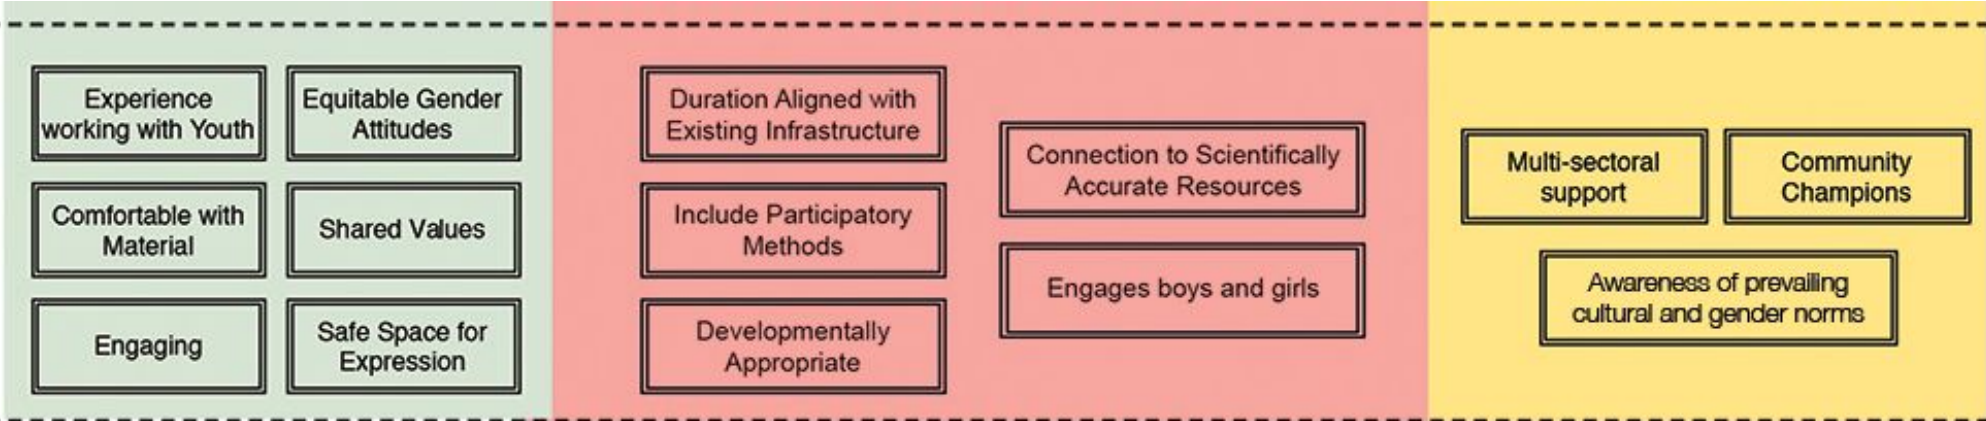 Experience
working with Youth
Equitable Gender
Attitudes
Comfortable with
Material
Shared Values
Engaging
Safe Space for
Expression
Duration Aligned with
Existing Infrastructure
Include Participatory
Methods
Developmentally
Appropriate
Connection to Scientifically
Accurate Resources
Engages boys and girls
Multi-sectoral
support
Community
Champions
Awareness of prevailing
cultural and gender norms